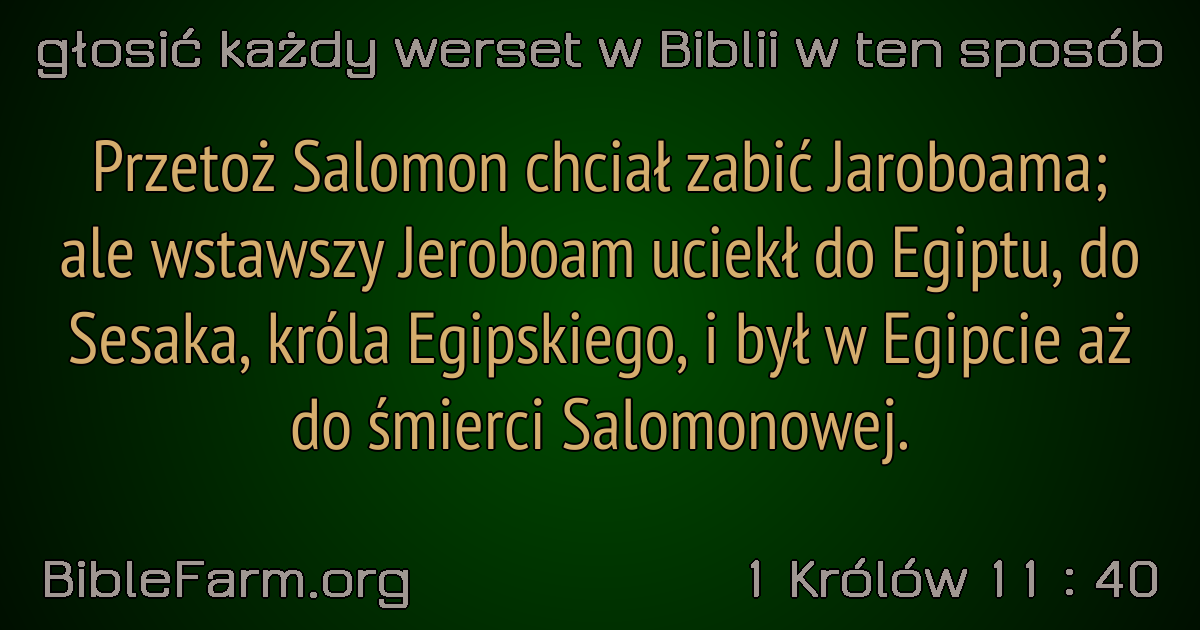 głosić każdy werset w Biblii w ten sposób
Przetoż Salomon chciał zabić Jaroboama;
ale wstawszy Jeroboam uciekł do Egiptu, do
Sesaka, króla Egipskiego, i był w Egipcie aż
do śmierci Salomonowej.
BibleFarm.org
1 Królów 11 : 40